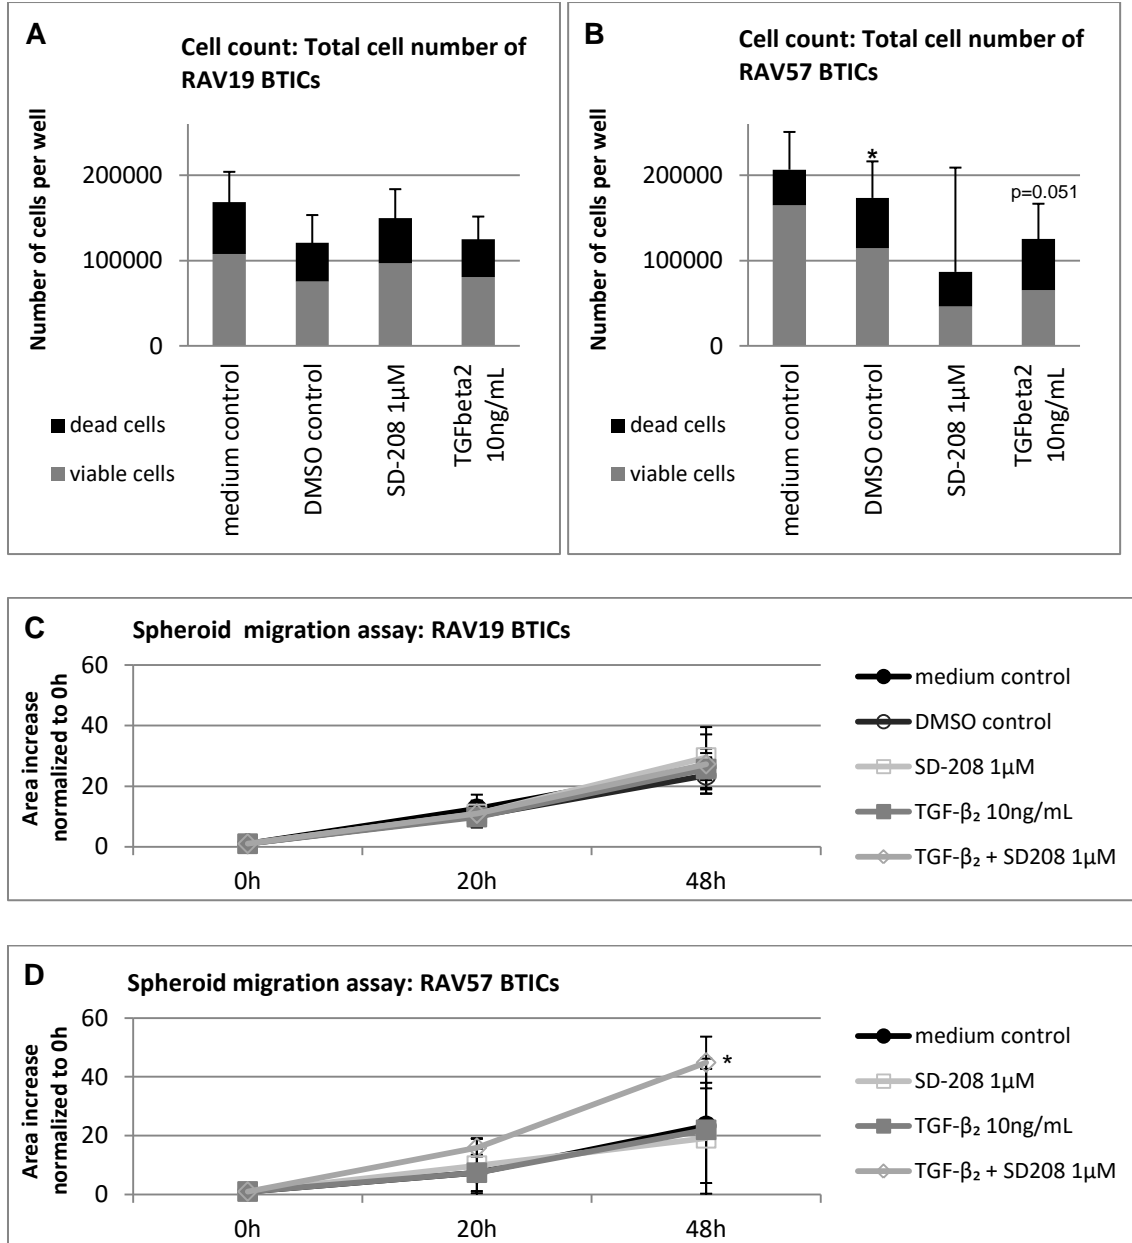 A
Cell count: Total cell number of
RAV19 BTICs
Number of cells per well
200000
100000
0
medium control
DMSO control
SD-208 1µM
TGFbeta2
10ng/mL
dead cells
viable cells
B
Cell count: Total cell number of
RAV57 BTICs
Number of cells per well
200000
100000
0
*
p=0.051
medium control
DMSO control
SD-208 1µM
TGFbeta2
10ng/mL
dead cells
viable cells
C
Spheroid migration assay: RAV19 BTICs
Area increase
normalized to 0h
60
40
20
0
0h
20h
48h
medium control
DMSO control
SD-208 1µM
TGF-β₂ 10ng/mL
TGF-β₂ + SD208 1µM
D
Spheroid migration assay: RAV57 BTICs
Area increase
normalized to 0h
60
40
20
0
*
0h
20h
48h
medium control
SD-208 1µM
TGF-β₂ 10ng/mL
TGF-β₂ + SD208 1µM